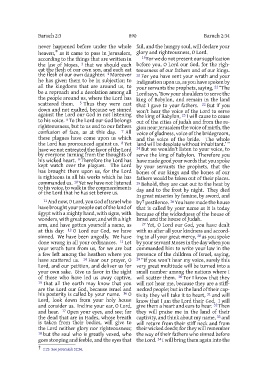 Baruch 2:3
Baruch 2:34
never happened before under the whole
heaven, as it came to pass in Jerusalem,
according to the things that are written in
the law of Moses, 3 that we should each
eat the flesh of our own son, and each eat
the flesh of our own daughter. 4 Moreover
he has given them to be in subjection to
all the kingdoms that are around us, to
be a reproach and a desolation among all
the people around us, where the Lord has
scattered them. 5 Thus they were cast
down and not exalted, because we sinned
against the Lord our God in not listening
to his voice. 6 To the Lord our God belongs
righteousness, but to us and to our fathers
confusion of face, as at this day. 7 All
these plagues have come upon us which
the Lord has pronounced against us. 8 Yet
have we not entreated the favor of the Lord
by everyone turning from the thoughts of
his wicked heart. 9 Therefore the Lord has
kept watch over the plagues. The Lord
has brought them upon us, for the Lord
is righteous in all his works which he has
commanded us. 10 Yet we have not listened
to his voice, to walk in the commandments
of the Lord that he has set before us.
11 And now, O Lord, you God of Israel who
have brought your people out of the land of
Egypt with a mighty hand, with signs, with
wonders, with great power, and with a high
arm, and have gotten yourself a name, as
at this day: 12 O Lord our God, we have
sinned. We have been ungodly. We have
done wrong in all your ordinances. 13 Let
your wrath turn from us, for we are but
a few left among the heathen where you
have scattered us. 14 Hear our prayer, O
Lord, and our petition, and deliver us for
your own sake. Give us favor in the sight
of those who have led us away captive,
15 that all the earth may know that you
are the Lord our God, because Israel and
his posterity is called by your name. 16 O
Lord, look down from your holy house
and consider us. Incline your ear, O Lord,
and hear. 17 Open your eyes, and see; for
the dead that are in Hades, whose breath
is taken from their bodies, will give to
the Lord neither glory nor righteousness;
18 but the soul who is greatly vexed, who
goes stooping and feeble, and the eyes that
fail, and the hungry soul, will declare your
glory and righteousness, O Lord.
19 For we do not present our supplication
before you, O Lord our God, for the righ-
teousness of our fathers and of our kings.
20 For you have sent your wrath and your
indignation upon us, as you have spoken by
your servants the prophets, saying, 21 “The
Lord says, ‘Bow your shoulders to serve the
king of Babylon, and remain in the land
that I gave to your fathers. 22 But if you
won’t hear the voice of the Lord to serve
the king of Babylon, 23 I will cause to cease
out of the cities of Judah and from the re-
gion near Jerusalem the voice of mirth, the
voice of gladness, voice of the bridegroom,
and the voice of the bride. The whole
land will be desolate without inhabitant.’”
24 But we wouldn’t listen to your voice, to
serve the king of Babylon. Therefore you
have made good your words that you spoke
by your servants the prophets, that the
bones of our kings and the bones of our
fathers would be taken out of their places.
25 Behold, they are cast out to the heat by
day and to the frost by night. They died
in great miseries by famine, by sword, and
by pestilence. 26 You have made the house
that is called by your name as it is today
because of the wickedness of the house of
Israel and the house of Judah.
27 Yet, O Lord our God, you have dealt
with us after all your kindness and accord-
ing to all your great mercy, 28 as you spoke
by your servant Moses in the day when you
commanded him to write your law in the
presence of the children of Israel, saying,
29 “If you won’t hear my voice, surely this
very great multitude will be turned into a
small number among the nations where I
will scatter them. 30 For I know that they
will not hear me, because they are a stiff-
necked people; but in the land of their cap-
tivity they will take it to heart, 31 and will
know that I am the Lord their God. I will
give them a heart and ears to hear. 32 Then
they will praise me in the land of their
captivity, and think about my name, 33 and
will return from their stiff neck and from
their wicked deeds; for they will remember
the way of their fathers who sinned before
the Lord. 34 I will bring them again into the